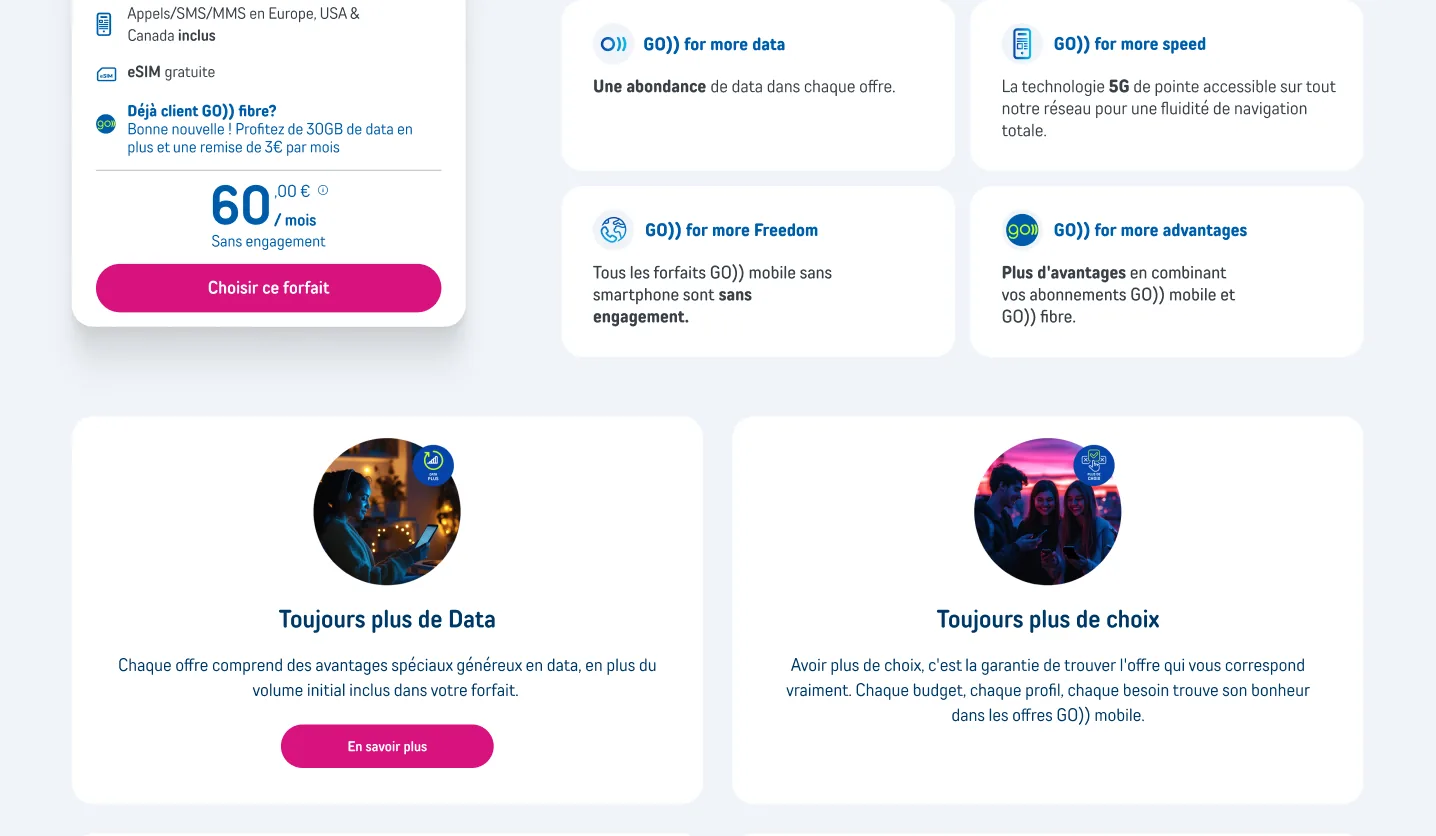 Appels/SMS/MMS en Europe, USA &
Canada inclus
eSIM
eSIM gratuite
Déjà client GO)) fibre?
go))
Bonne nouvelle ! Profitez de 30GB de data en
plus et une remise de 3€ par mois
60,00 €
/ mois
Sans engagement
Choisir ce forfait
GO)) for more data
Une abondance de data dans chaque offre.
GO)) for more speed
La technologie 5G de pointe accessible sur tout
notre réseau pour une fluidité de navigation
totale.
GO)) for more Freedom
Tous les forfaits GO)) mobile sans
smartphone sont sans
engagement.
go))
GO)) for more advantages
Plus d'avantages en combinant
vos abonnements GO)) mobile et
GO)) fibre.
DATA
PLUS
Toujours plus de Data
Chaque offre comprend des avantages spéciaux généreux en data, en plus du
volume initial inclus dans votre forfait.
En savoir plus
PLUS DE
CHOIX
Toujours plus de choix
Avoir plus de choix, c'est la garantie de trouver l'offre qui vous correspond
vraiment. Chaque budget, chaque profil, chaque besoin trouve son bonheur
dans les offres GO)) mobile.